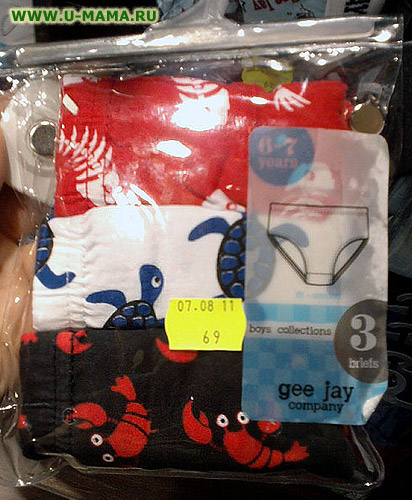 WWW.U-MAMA.RU
6-7
years
07.08 11
69
boys collections
3
briefs
gee jay
company